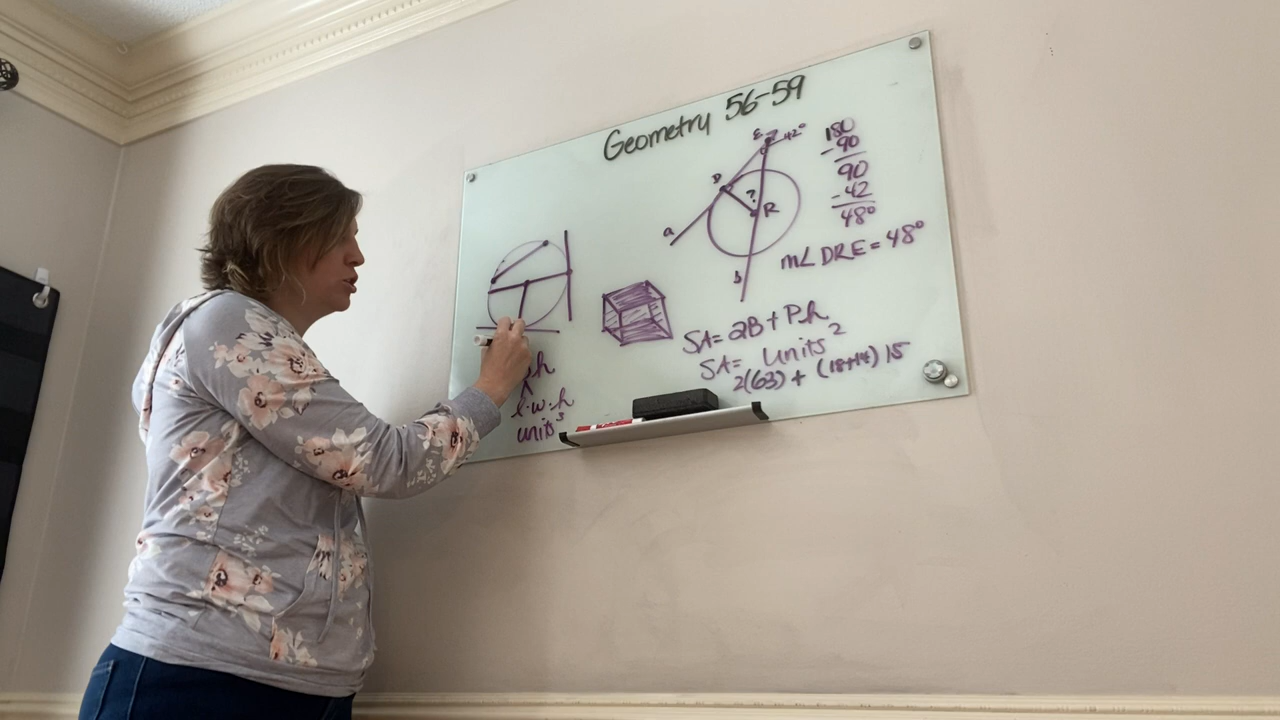 Geometry 56-59
E 42°
D
?
R
a
b
180
-90
90
-42
48°
m∠DRE = 48°
SA = 2B + Ph
SA = units²
2(63) + (18+14) 15
l·w·h
units³